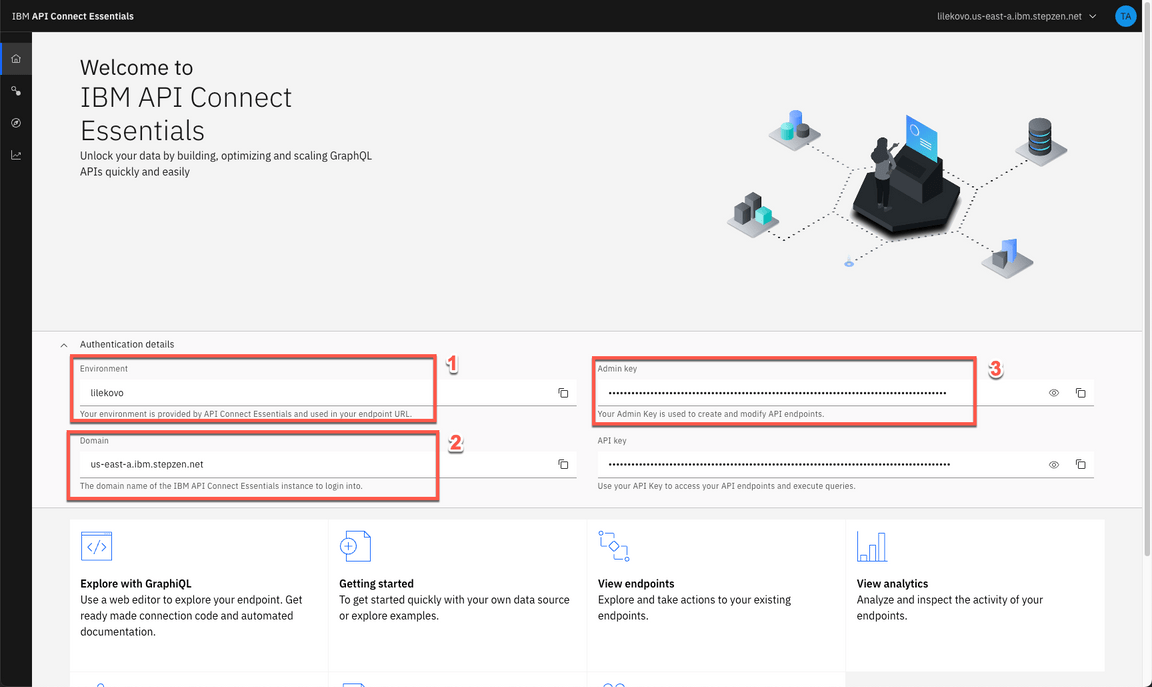 IBM API Connect Essentials
lilekovo.us-east-a.ibm.stepzen.net
TA
Welcome to
IBM API Connect
Essentials
Unlock your data by building, optimizing and scaling GraphQL
APIs quickly and easily
Authentication details
1
Environment
lilekovo
Your environment is provided by API Connect Essentials and used in your endpoint URL.
3
Admin key
••••••••••••••••••••••••••••••••••••••••••••••••••••••••••••••••••••••••••••••••••••
Your Admin Key is used to create and modify API endpoints.
2
Domain
us-east-a.ibm.stepzen.net
The domain name of the IBM API Connect Essentials instance to login into.
API key
•••••••••••••••••••••••••••••••••••••••••••••••••••••••••••••••••••••••••••••••••••••
Use your API Key to access your API endpoints and execute queries.
Explore with GraphiQL
Use a web editor to explore your endpoint. Get
ready made connection code and automated
documentation.
Getting started
To get started quickly with your own data source
or explore examples.
View endpoints
Explore and take actions to your existing
endpoints.
View analytics
Analyze and inspect the activity of your
endpoints.